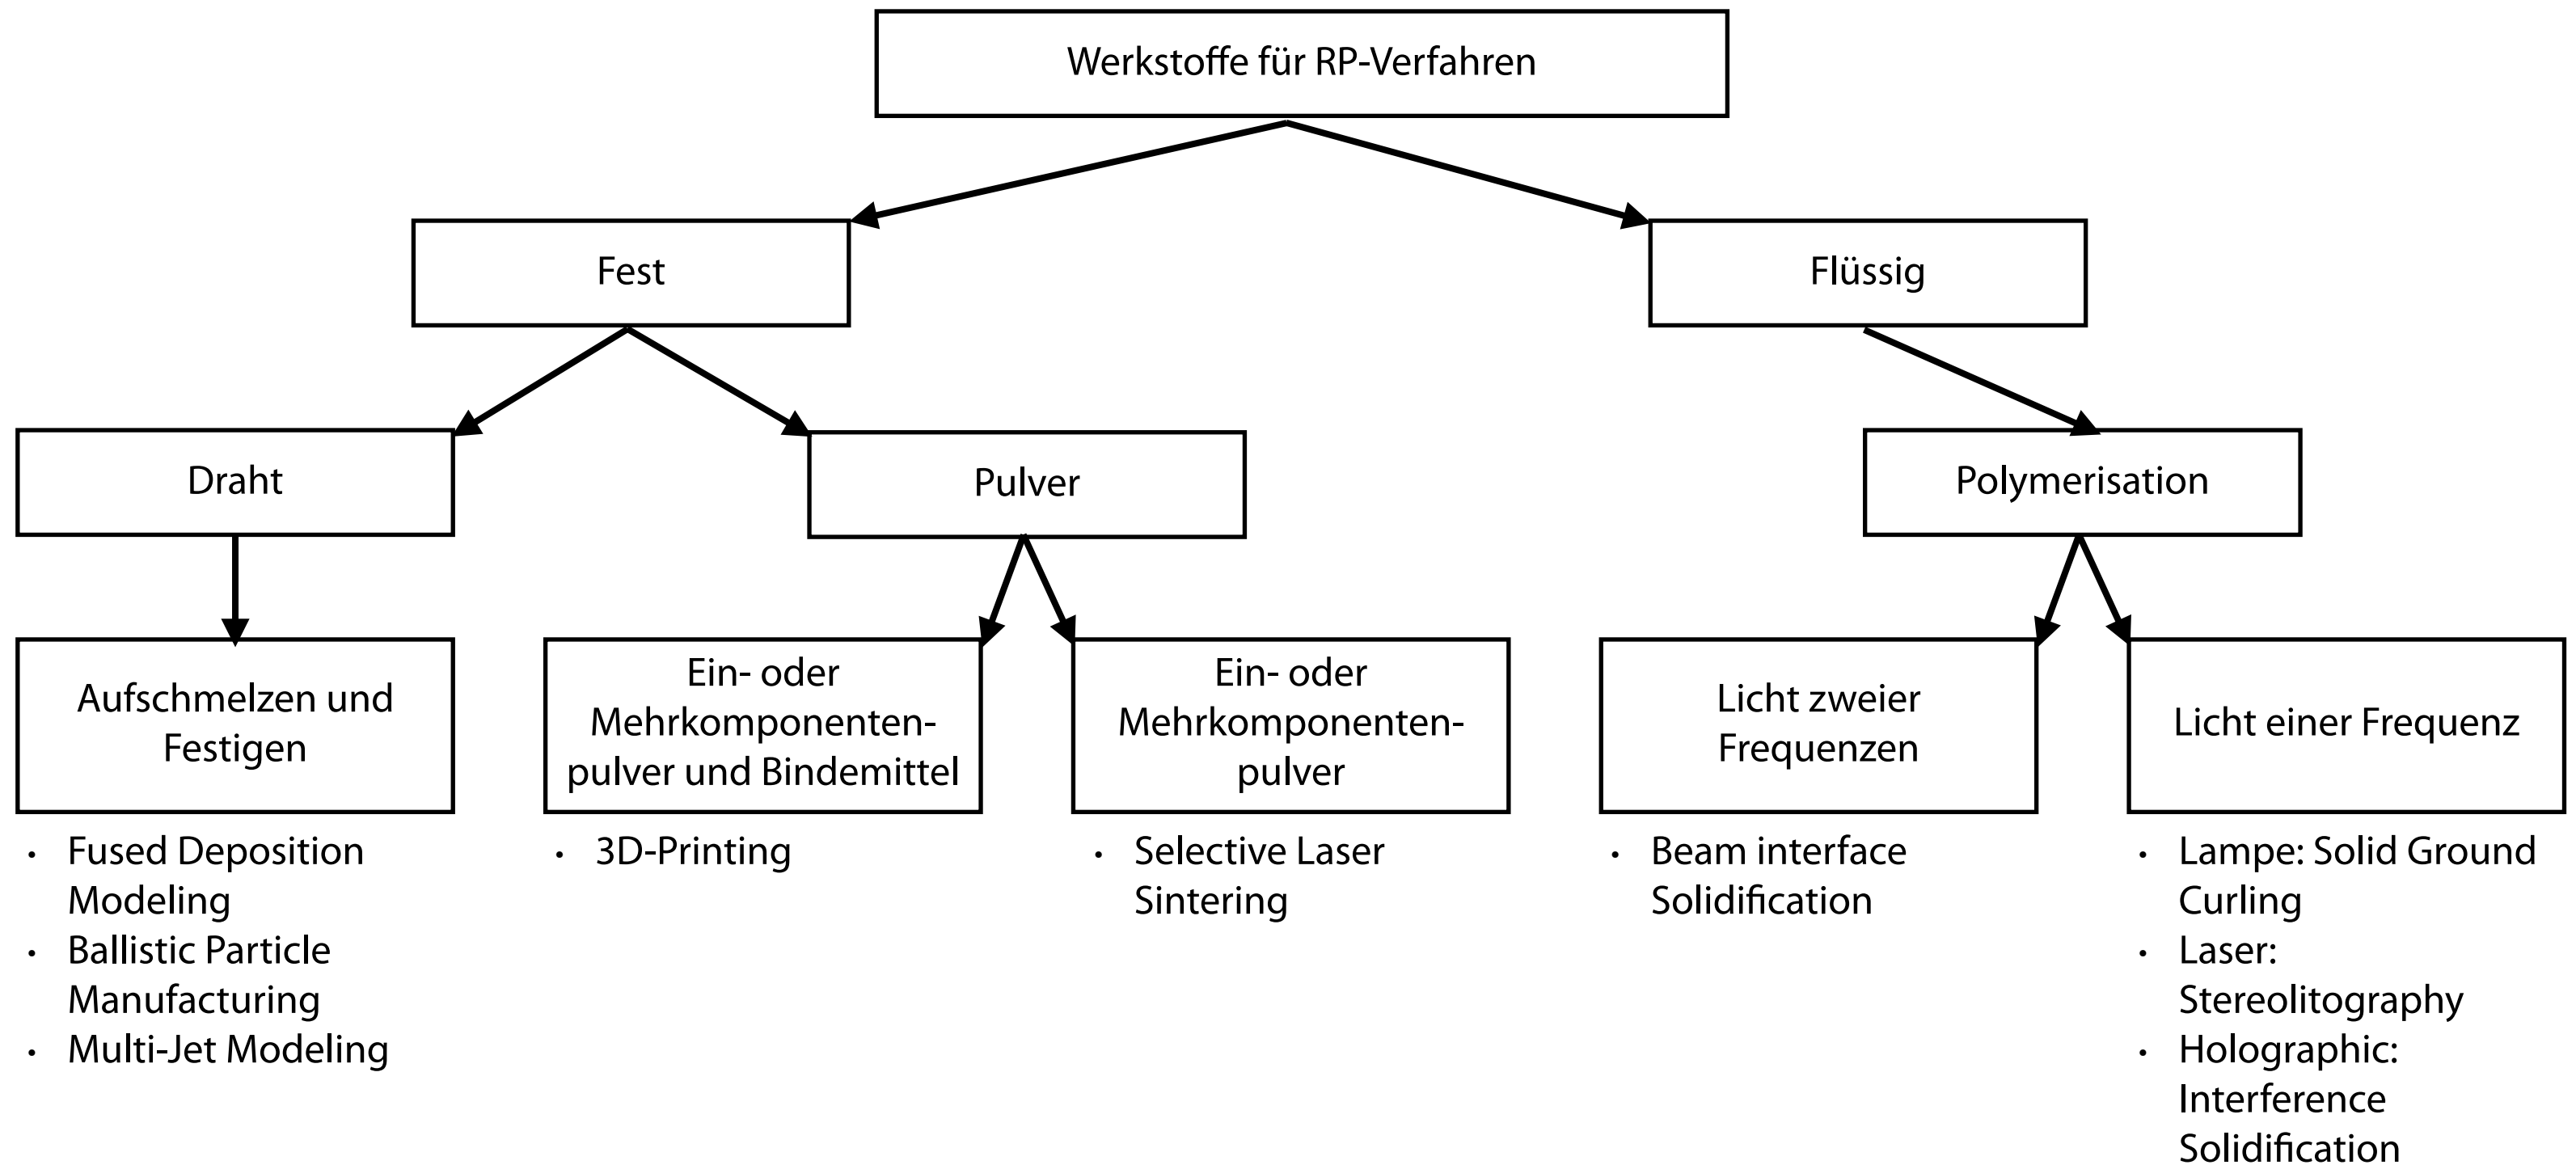 Werkstoffe für RP-Verfahren
Fest
Flüssig
Draht
Pulver
Polymerisation
Aufschmelzen und
Festigen
Ein- oder
Mehrkomponenten-
pulver und Bindemittel
Ein- oder
Mehrkomponenten-
pulver
Licht zweier
Frequenzen
Licht einer Frequenz
• Fused Deposition
Modeling
• Ballistic Particle
Manufacturing
• Multi-Jet Modeling
• 3D-Printing
• Selective Laser
Sintering
• Beam interface
Solidification
• Lampe: Solid Ground
Curling
• Laser:
Stereolitography
• Holographic:
Interference
Solidification